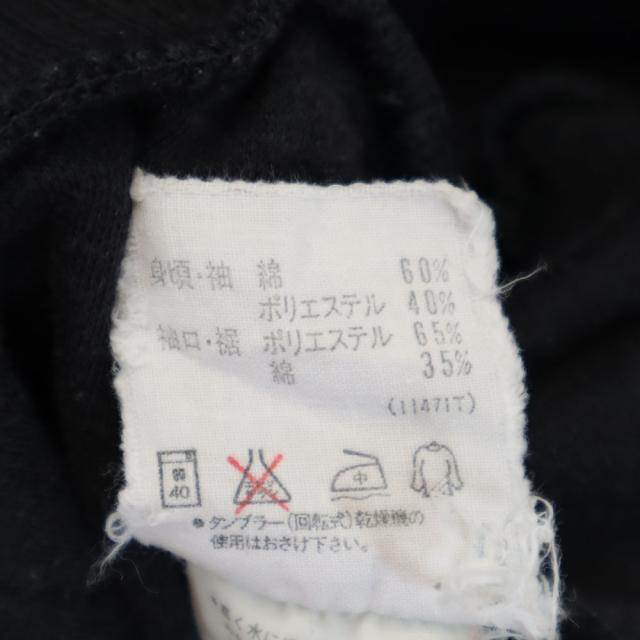 身頃・袖 綿 60%
ポリエステル 40%
袖口・裾 ポリエステル 65%
綿 35%
(11471T)
40 中
●タンブラー(回転式)乾燥機の
使用はおさけ下さい。